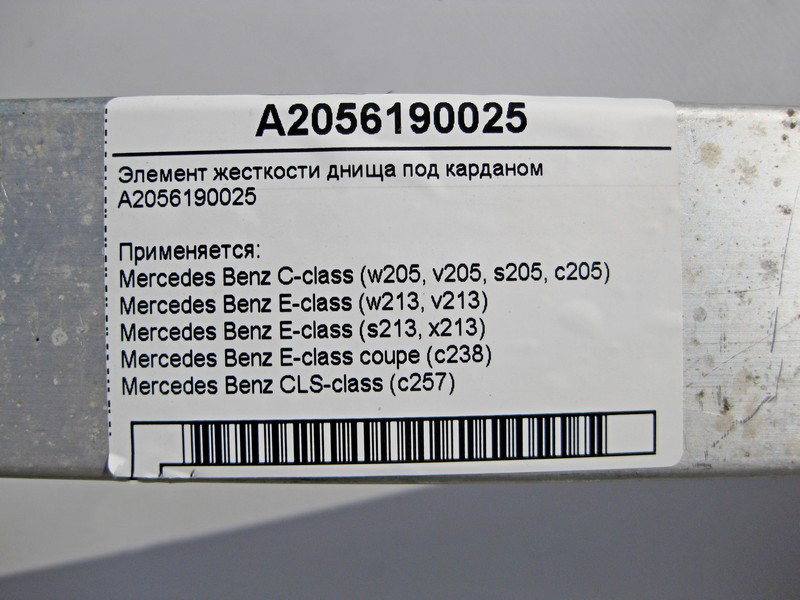 A2056190025
Элемент жесткости днища под карданом
A2056190025
Применяется:
Mercedes Benz C-class (w205, v205, s205, c205)
Mercedes Benz E-class (w213, v213)
Mercedes Benz E-class (s213, x213)
Mercedes Benz E-class coupe (c238)
Mercedes Benz CLS-class (c257)